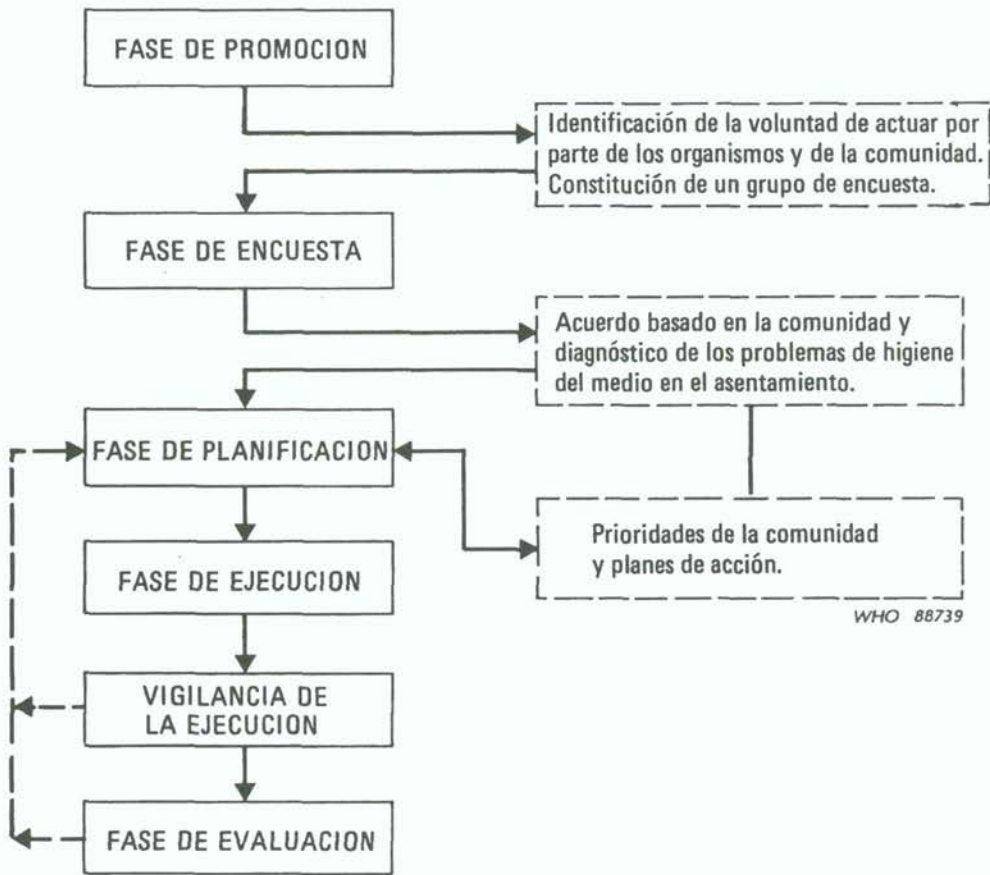 FASE DE PROMOCION
Identificación de la voluntad de actuar por
parte de los organismos y de la comunidad.
Constitución de un grupo de encuesta.
FASE DE ENCUESTA
Acuerdo basado en la comunidad y
diagnóstico de los problemas de higiene
del medio en el asentamiento.
FASE DE PLANIFICACION
Prioridades de la comunidad
y planes de acción.
WHO 88739
FASE DE EJECUCION
VIGILANCIA DE
LA EJECUCION
FASE DE EVALUACION